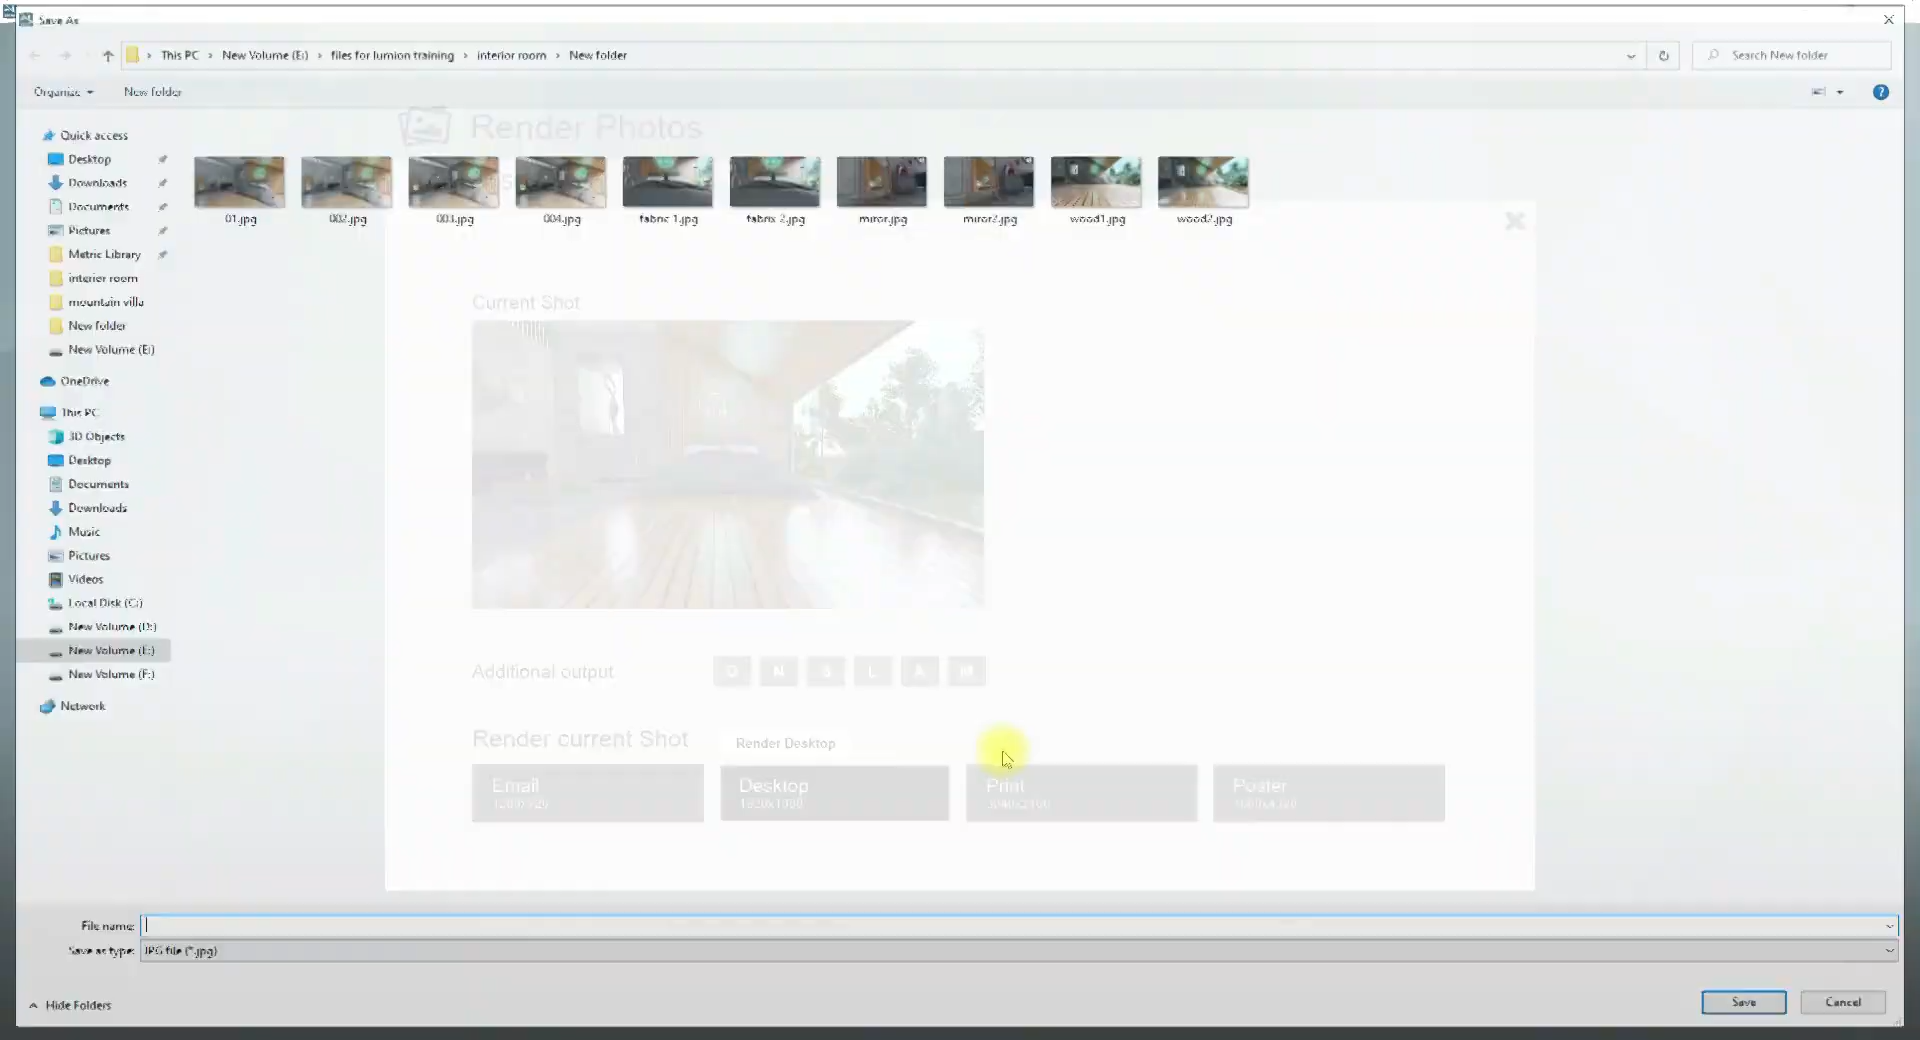 Save As
This PC > New Volume (E:) > files for lumion training > interior room > New folder
Search New folder
Organize
New folder
?
Render Photos
Quick access
Desktop
Downloads
Documents
Pictures
Metric Library
interior room
mountain villa
New folder
New Volume (E:)
OneDrive
This PC
3D Objects
Desktop
Documents
Downloads
Music
Pictures
Videos
Local Disk (C:)
New Volume (D:)
New Volume (E:)
New Volume (F:)
Network
01.jpg
002.jpg
003.jpg
004.jpg
fabric 1.jpg
fabric 2.jpg
miror.jpg
miror2.jpg
wood1.jpg
wood2.jpg
Current Shot
Additional output
D N S L A M
Render current Shot
Render Desktop
Email
1280x720
Desktop
1920x1080
Print
3840x2160
Poster
File name:
Save as type: JPG file (*.jpg)
Hide Folders
Save
Cancel